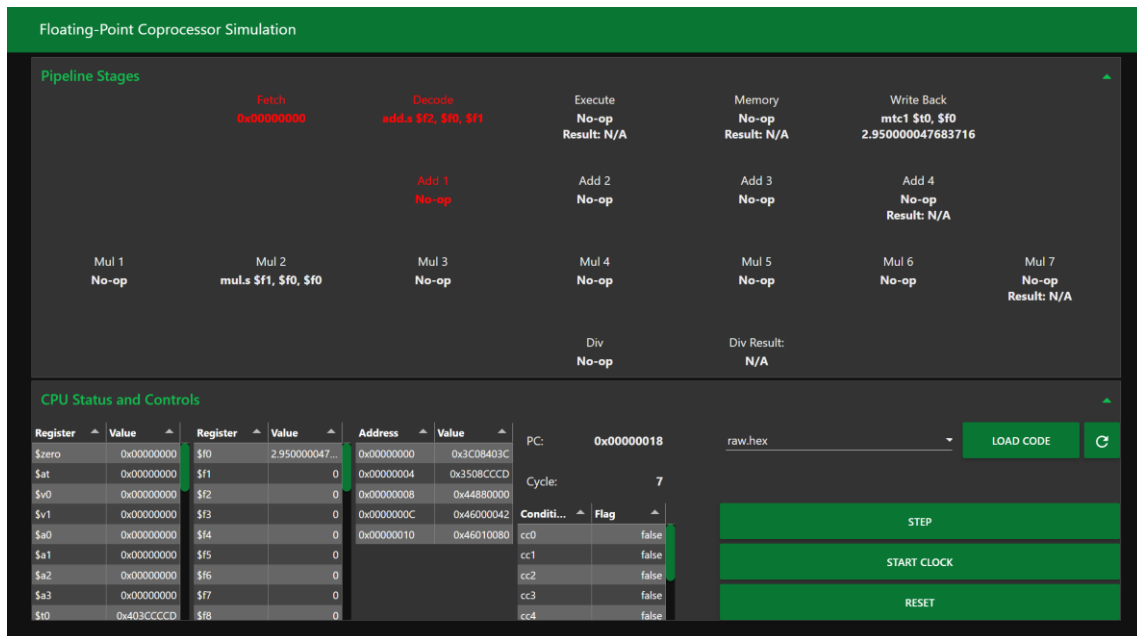 Floating-Point Coprocessor Simulation
Pipeline Stages
Fetch Decode Execute Memory Write Back
0x00000000 add.s $f2, $f0, $f1 No-op No-op mtc1 $t0, $f0
Result: N/A Result: N/A 2.950000047683716
Add 1 Add 2 Add 3 Add 4
No-op No-op No-op No-op
Result: N/A
Mul 1 Mul 2 Mul 3 Mul 4 Mul 5 Mul 6 Mul 7
No-op mul.s $f1, $f0, $f0 No-op No-op No-op No-op No-op
Result: N/A
Div Div Result:
No-op N/A
CPU Status and Controls
Register Value Register Value Address Value
PC: 0x00000018 raw.hex LOAD CODE
$zero 0x00000000 $f0 2.950000047... 0x00000000 0x3C08403C
$at 0x00000000 $f1 0 0x00000004 0x3508CCCD
Cycle: 7
$v0 0x00000000 $f2 0 0x00000008 0x44880000
$v1 0x00000000 $f3 0 0x0000000C 0x46000042 Conditi... Flag
STEP
$a0 0x00000000 $f4 0 0x00000010 0x46010080 cc0 false
$a1 0x00000000 $f5 0 cc1 false
START CLOCK
$a2 0x00000000 $f6 0 cc2 false
$a3 0x00000000 $f7 0 cc3 false
RESET
$t0 0x403CCCCD $f8 0 cc4 false